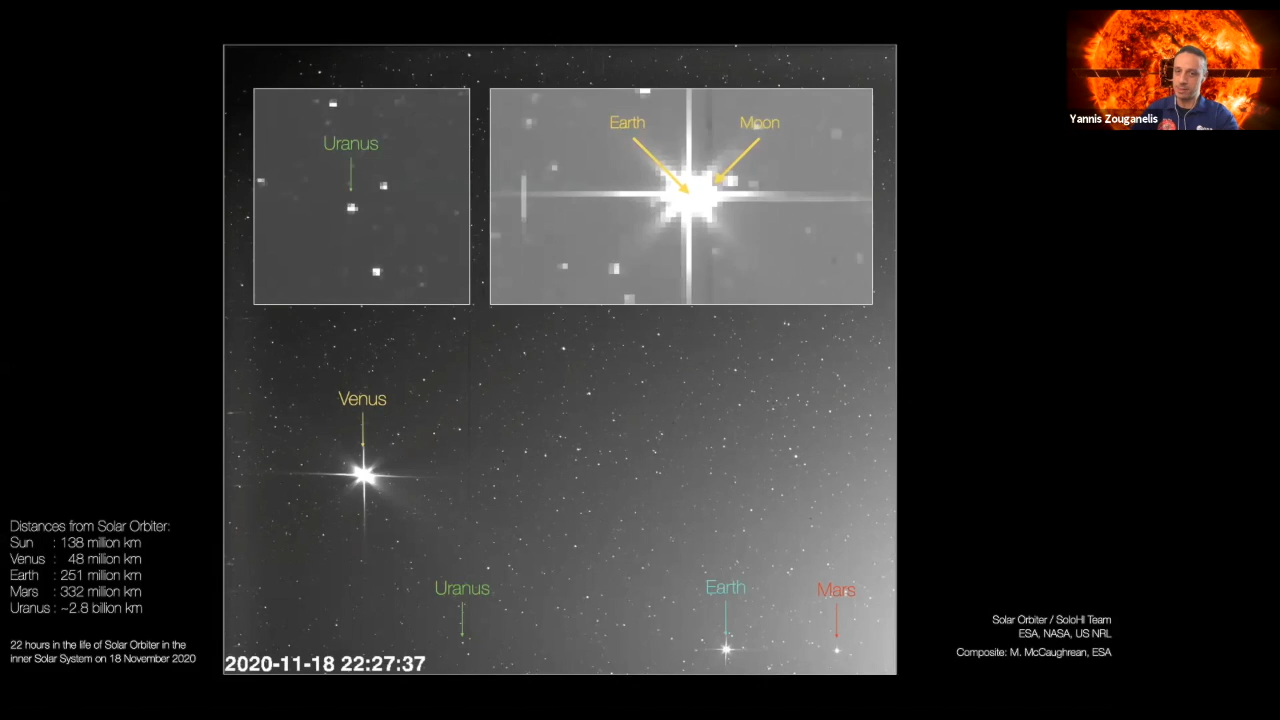 Yannis Zouganelis
Uranus
Earth
Moon
Venus
Uranus
Earth
Mars
2020-11-18 22:27:37
Distances from Solar Orbiter:
Sun : 138 million km
Venus : 48 million km
Earth : 251 million km
Mars : 332 million km
Uranus : ~2.8 billion km
22 hours in the life of Solar Orbiter in the
inner Solar System on 18 November 2020
Solar Orbiter / SoloHI Team
ESA, NASA, US NRL
Composite: M. McCaughrean, ESA